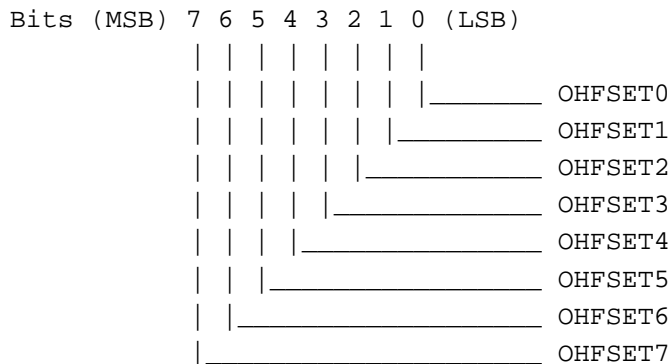 Bits (MSB) 7 6 5 4 3 2 1 0 (LSB)
OHFSET0
OHFSET1
OHFSET2
OHFSET3
OHFSET4
OHFSET5
OHFSET6
OHFSET7